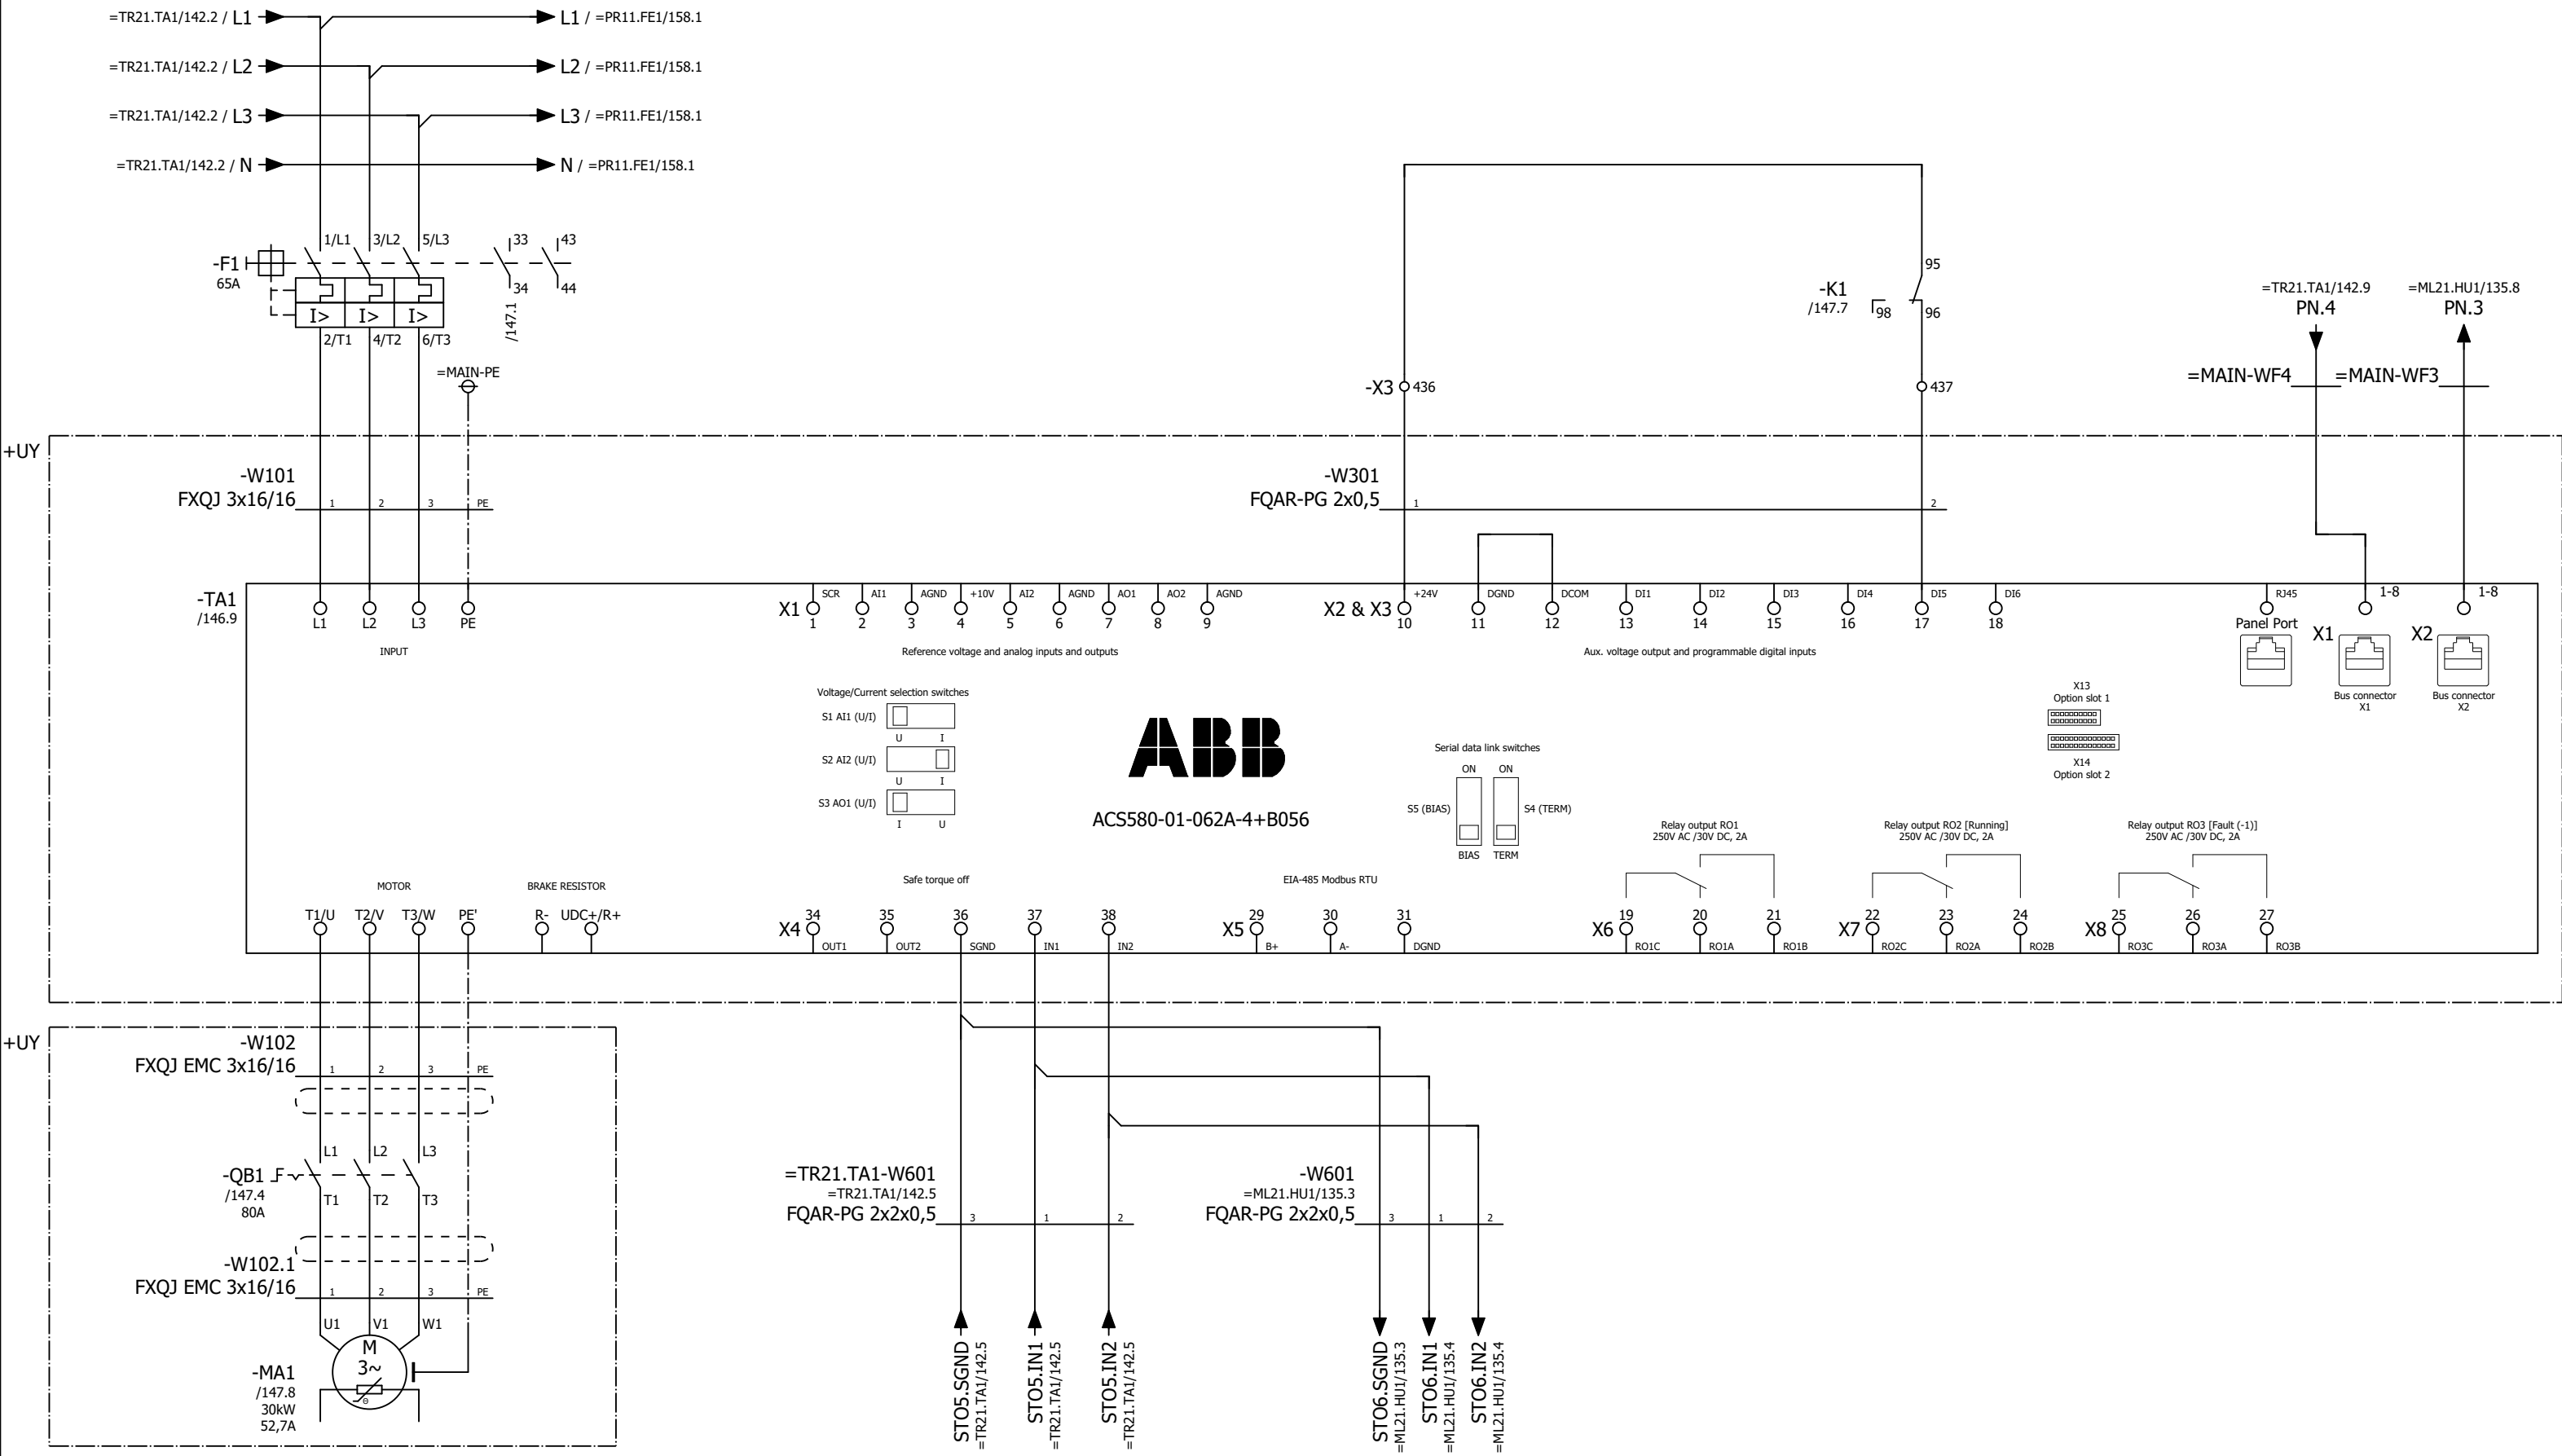 =TR21.TA1/142.2 / L1
L1 / =PR11.FE1/158.1
=TR21.TA1/142.2 / L2
L2 / =PR11.FE1/158.1
=TR21.TA1/142.2 / L3
L3 / =PR11.FE1/158.1
=TR21.TA1/142.2 / N
N / =PR11.FE1/158.1
1/L1 3/L2 5/L3 33 43
-F1
65A
34 44
I> I> I>
2/T1 4/T2 6/T3
/147.1
=MAIN-PE
95
-K1
/147.7
98 96
=TR21.TA1/142.9
PN.4
=ML21.HU1/135.8
PN.3
-X3 436
437
=MAIN-WF4
=MAIN-WF3
+UY
-W101
FXQJ 3x16/16
1 2 3 PE
-W301
FQAR-PG 2x0,5
1 2
-TA1
/146.9
L1 L2 L3 PE
INPUT
X1
SCR AI1 AGND +10V AI2 AGND AO1 AO2 AGND
1 2 3 4 5 6 7 8 9
Reference voltage and analog inputs and outputs
X2 & X3
+24V DGND DCOM DI1 DI2 DI3 DI4 DI5 DI6
10 11 12 13 14 15 16 17 18
Aux. voltage output and programmable digital inputs
RJ45 1-8 1-8
Panel Port
X1
X2
Bus connector
X1
Bus connector
X2
Voltage/Current selection switches
S1 AI1 (U/I)
U I
S2 AI2 (U/I)
U I
S3 AO1 (U/I)
I U
ABB
ACS580-01-062A-4+B056
Serial data link switches
ON ON
S5 (BIAS)
S4 (TERM)
BIAS TERM
X13
Option slot 1
X14
Option slot 2
Relay output RO1
250V AC /30V DC, 2A
Relay output RO2 [Running]
250V AC /30V DC, 2A
Relay output RO3 [Fault (-1)]
250V AC /30V DC, 2A
MOTOR
BRAKE RESISTOR
Safe torque off
EIA-485 Modbus RTU
T1/U T2/V T3/W PE' R- UDC+/R+
X4
34 35 36 37 38
OUT1 OUT2 SGND IN1 IN2
X5
29 30 31
B+ A- DGND
X6
19 20 21
RO1C RO1A RO1B
X7
22 23 24
RO2C RO2A RO2B
X8
25 26 27
RO3C RO3A RO3B
+UY
-W102
FXQJ EMC 3x16/16
1 2 3 PE
L1 L2 L3
-QB1
/147.4
80A
T1 T2 T3
-W102.1
FXQJ EMC 3x16/16
1 2 3 PE
U1 V1 W1
M
3~
-MA1
/147.8
30kW
52,7A
ϑ
=TR21.TA1-W601
=TR21.TA1/142.5
FQAR-PG 2x2x0,5
3 1 2
-W601
=ML21.HU1/135.3
FQAR-PG 2x2x0,5
3 1 2
STO5.SGND
=TR21.TA1/142.5
STO5.IN1
=TR21.TA1/142.5
STO5.IN2
=TR21.TA1/142.5
STO6.SGND
=ML21.HU1/135.3
STO6.IN1
=ML21.HU1/135.4
STO6.IN2
=ML21.HU1/135.4